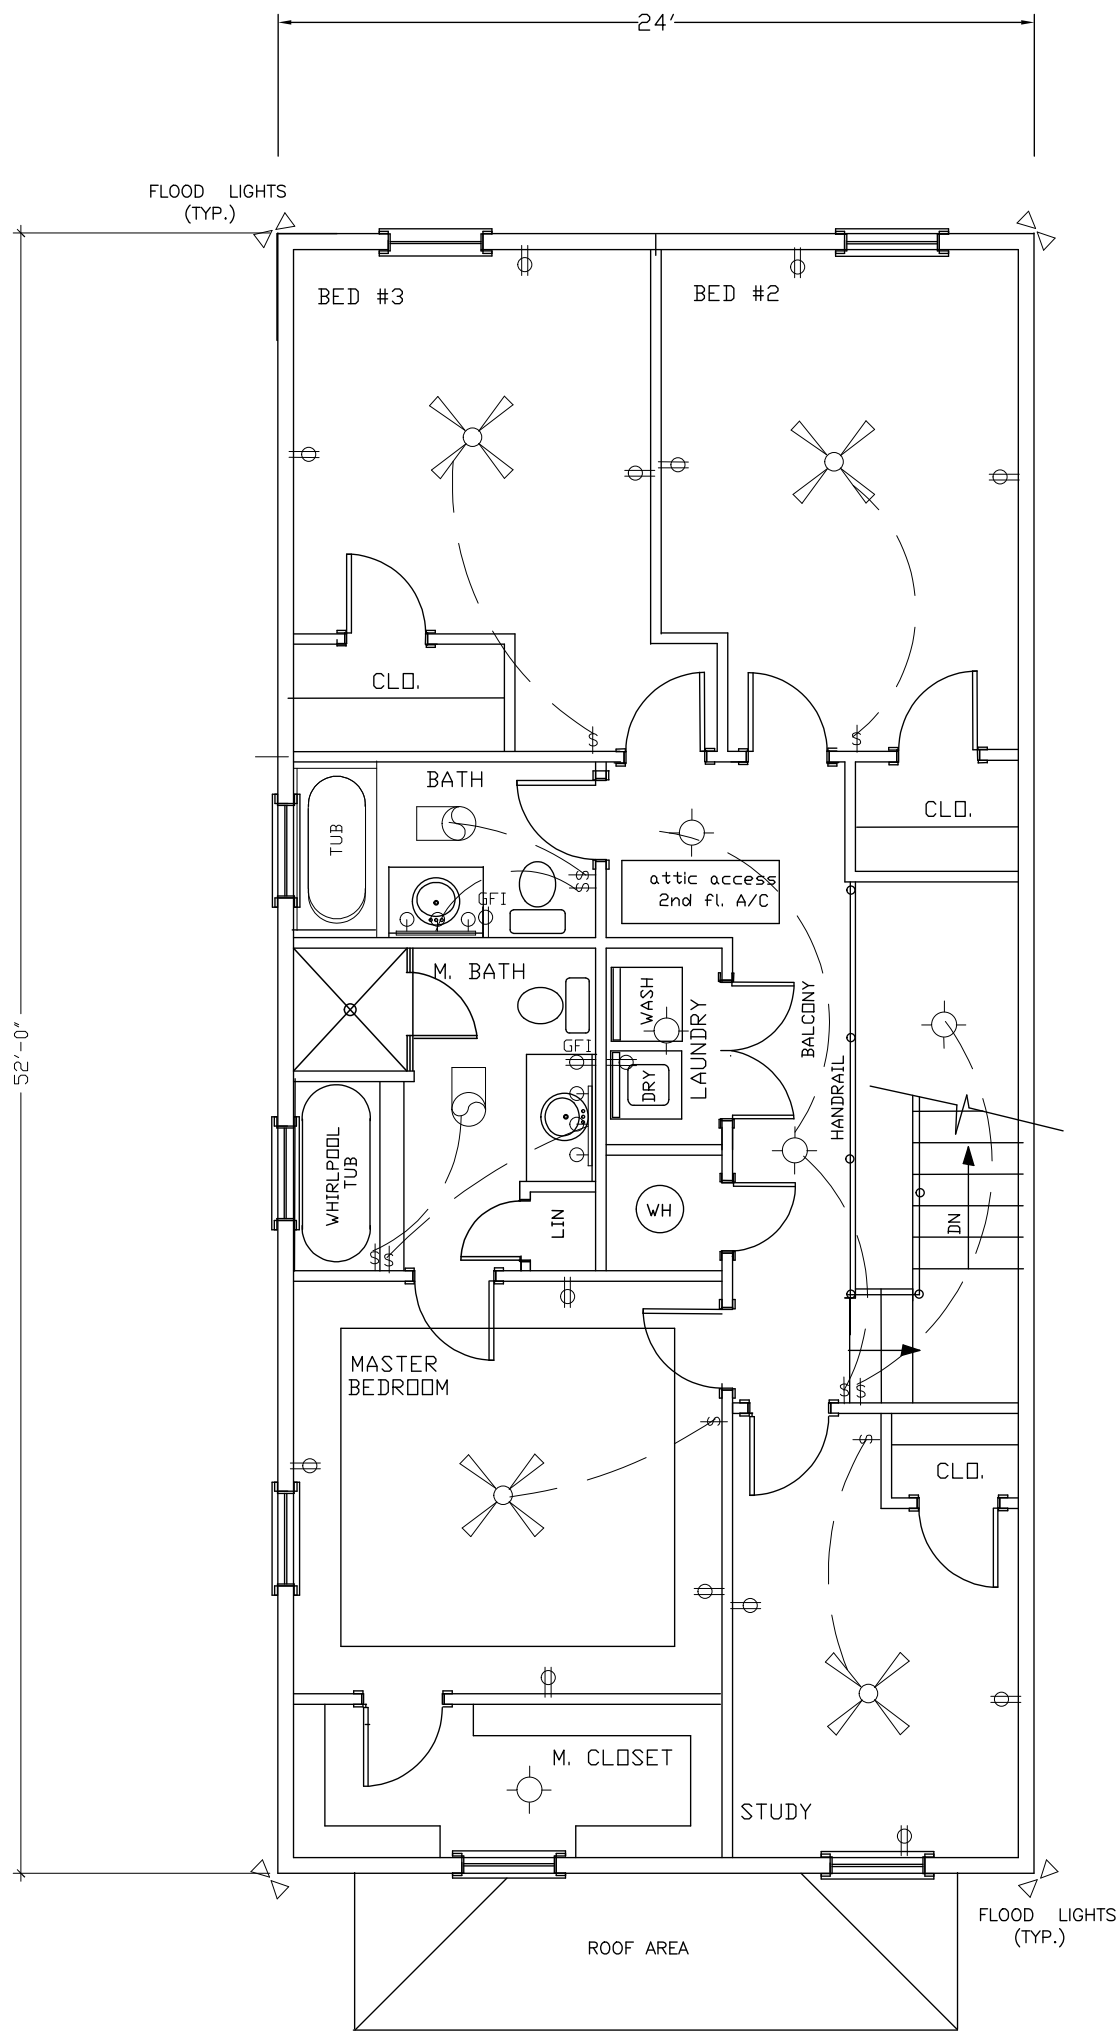 24'
FLOOD LIGHTS
(TYP.)
BED #3
BED #2
CLO.
S
S
BATH
TUB
CLO.
S
S
GFI
attic access
2nd fl. A/C
M. BATH
WASH
LAUNDRY
BALCONY
52'-0"
GFI
DRY
HANDRAIL
WHIRLPOOL
TUB
LIN
WH
DN
S
S
MASTER
BEDROOM
S
S
S
S
CLO.
M. CLOSET
STUDY
FLOOD LIGHTS
(TYP.)
ROOF AREA